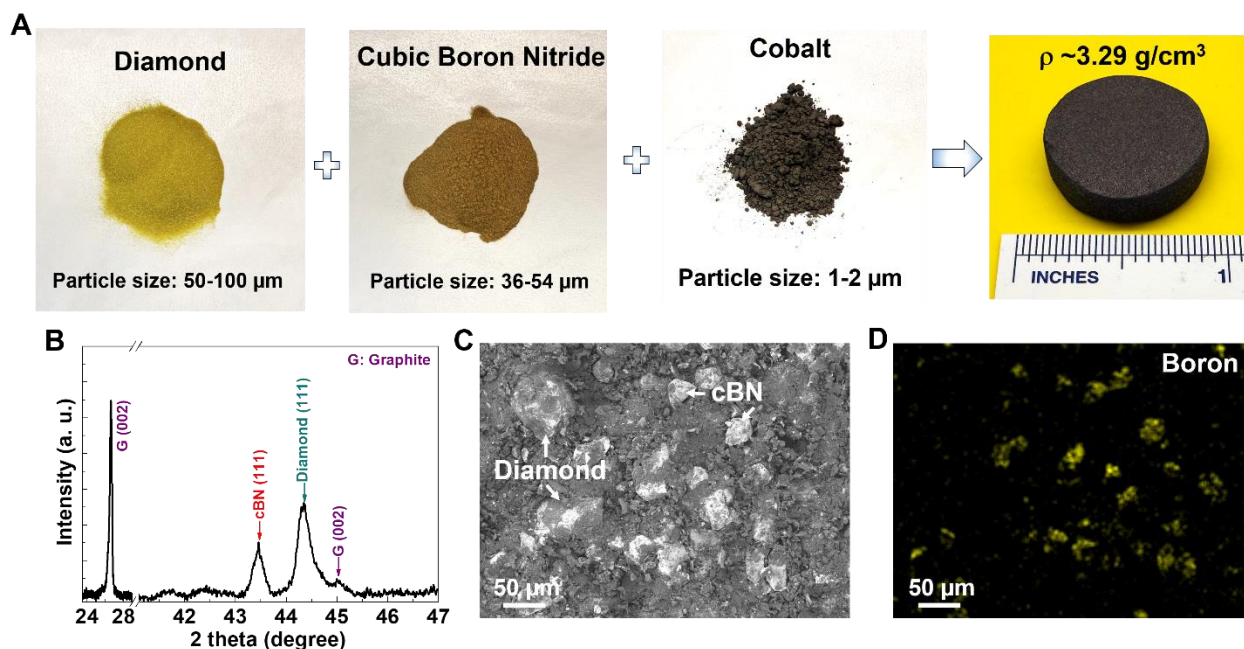 A
Diamond
Particle size: 50-100 µm
Cubic Boron Nitride
Particle size: 36-54 µm
Cobalt
Particle size: 1-2 µm
ρ ~3.29 g/cm³
INCHES 1
B
G: Graphite
Intensity (a. u.)
G (002)
cBN (111)
Diamond (111)
G (002)
24 28 42 43 44 45 46 47
2 theta (degree)
C
cBN
Diamond
50 µm
D
Boron
50 µm